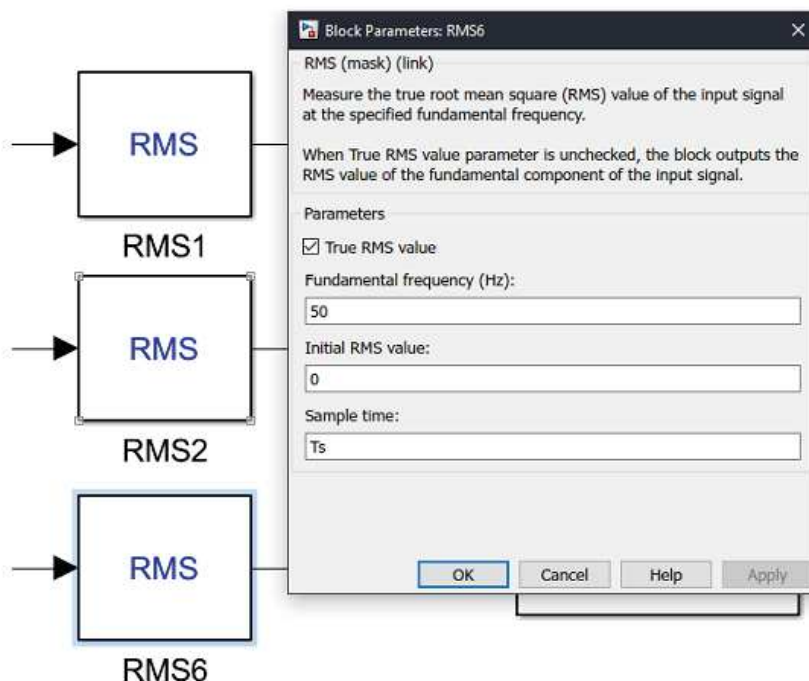 RMS
RMS1
RMS
RMS2
RMS
RMS6
Block Parameters: RMS6
RMS (mask) (link)
Measure the true root mean square (RMS) value of the input signal
at the specified fundamental frequency.
When True RMS value parameter is unchecked, the block outputs the
RMS value of the fundamental component of the input signal.
Parameters
True RMS value
Fundamental frequency (Hz):
50
Initial RMS value:
0
Sample time:
Ts
OK
Cancel
Help
Apply